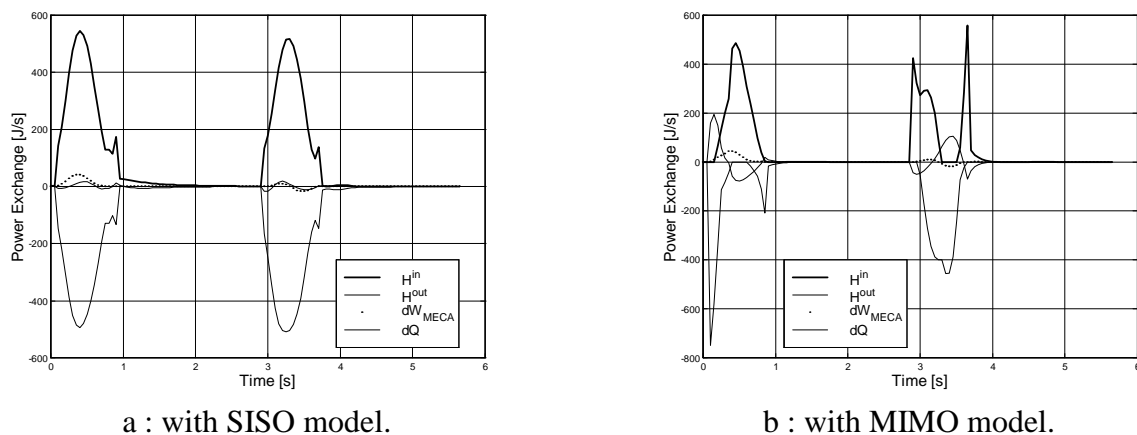 600
400
200
0
-200
-400
-600
0 1 2 3 4 5 6
Power Exchange [J/s]
Time [s]
H^in
H^out
dW_MECA
dQ
a : with SISO model.
600
400
200
0
-200
-400
-600
-800
0 1 2 3 4 5 6
Power Exchange [J/s]
Time [s]
H^in
H^out
dW_MECA
dQ
b : with MIMO model.